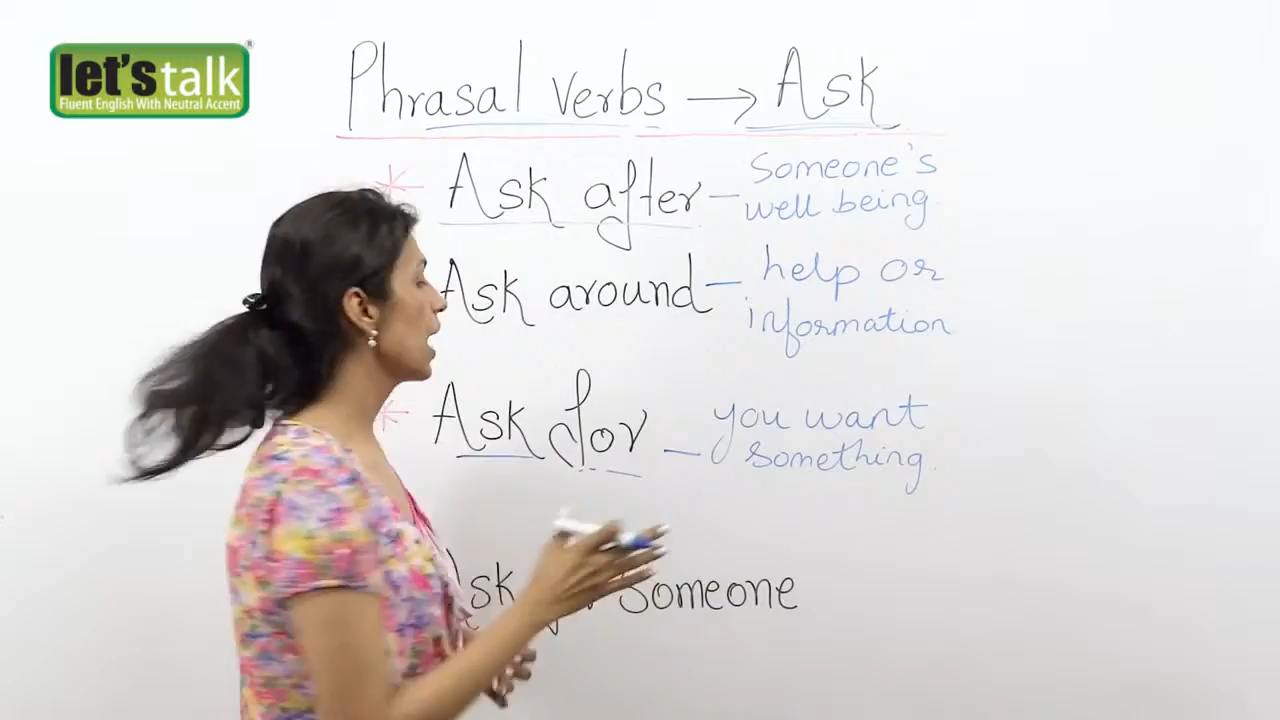 let's talk ®
Fluent English With Neutral Accent
Phrasal verbs → Ask
* Ask after – Someone's
well being.
Ask around – help or
information
* Ask for – you want
something.
Ask someone